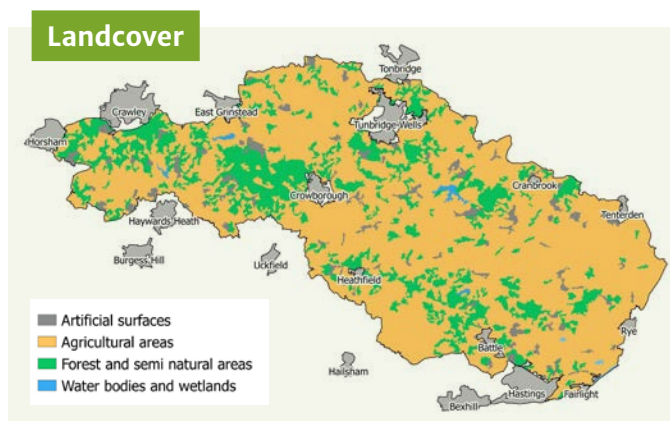 Landcover
Tonbridge
Crawley
East Grinstead
Tunbridge Wells
Horsham
Crowborough
Cranbrook
Tenterden
Haywards Heath
Burgess Hill
Uckfield
Heathfield
Artificial surfaces
Agricultural areas
Forest and semi natural areas
Water bodies and wetlands
Rye
Battle
Hailsham
Hastings
Fairlight
Bexhill